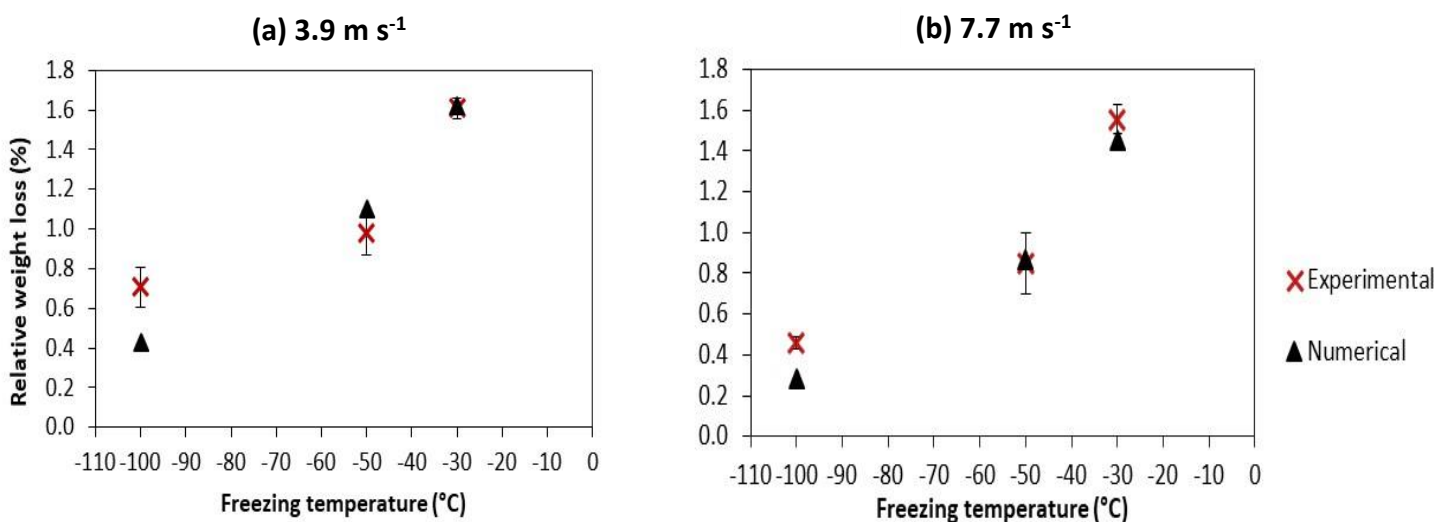 (a) 3.9 m s-1
(b) 7.7 m s-1
Relative weight loss (%)
1.8
1.6
1.4
1.2
1.0
0.8
0.6
0.4
0.2
0.0
-110 -100 -90 -80 -70 -60 -50 -40 -30 -20 -10 0
Freezing temperature (°C)
1.8
1.6
1.4
1.2
1.0
0.8
0.6
0.4
0.2
0.0
-110 -100 -90 -80 -70 -60 -50 -40 -30 -20 -10 0
Freezing temperature (°C)
Experimental
Numerical